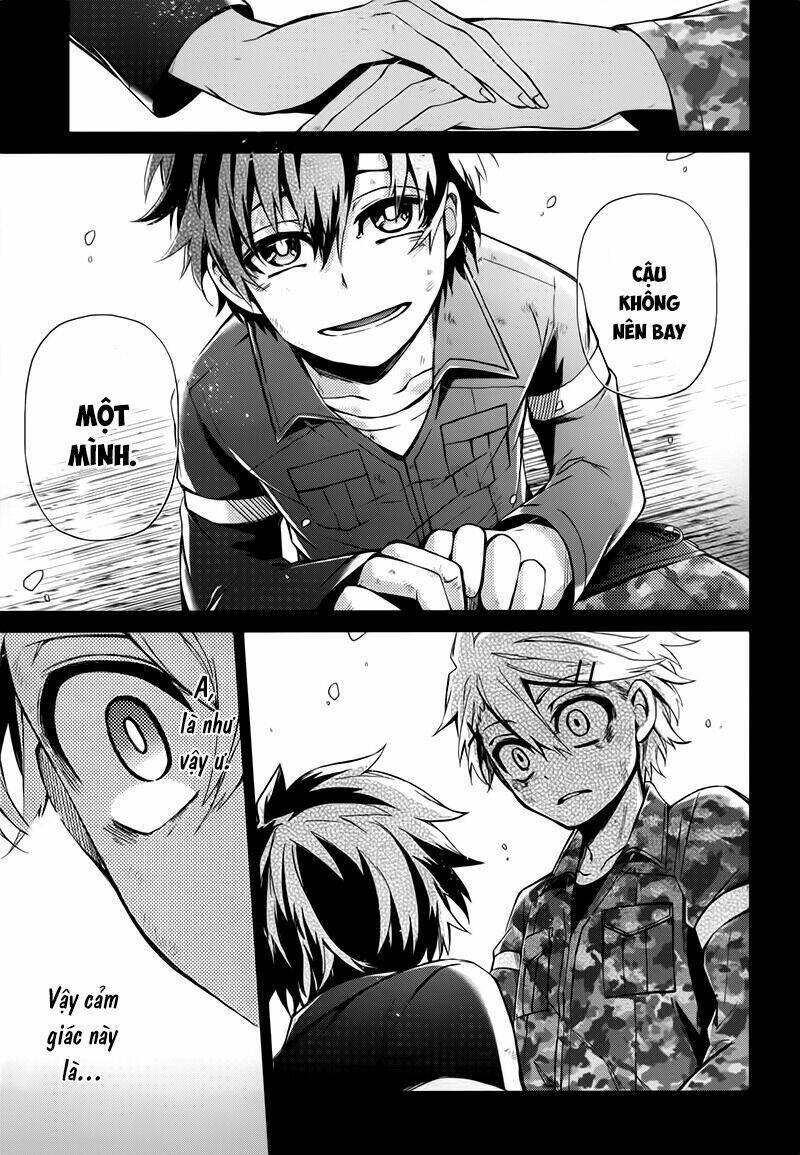 CẬU
KHÔNG
NÊN BAY
MỘT
MÌNH.
A,
là như
vậy ư.
Vậy cảm
giác này
là...